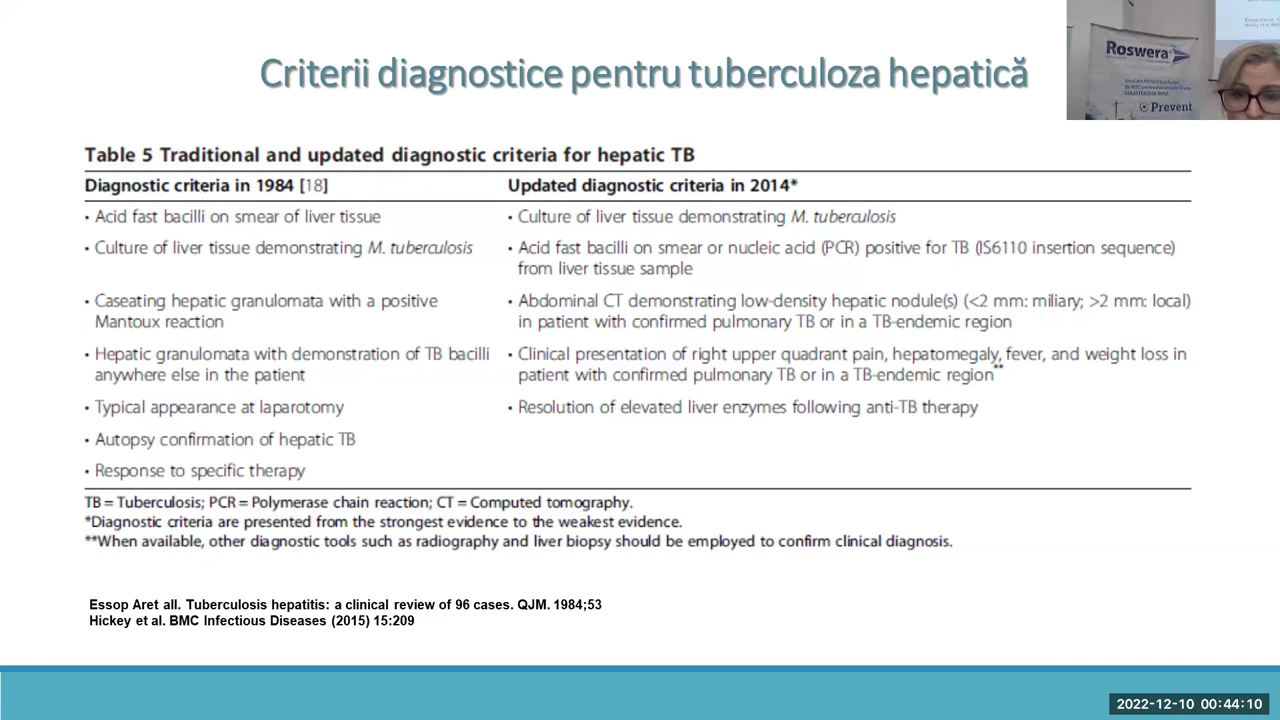 Criterii diagnostice pentru tuberculoza hepatică
Roswera
Prevent
Table 5 Traditional and updated diagnostic criteria for hepatic TB
Diagnostic criteria in 1984 [18]
Updated diagnostic criteria in 2014*
• Acid fast bacilli on smear of liver tissue
• Culture of liver tissue demonstrating M. tuberculosis
• Culture of liver tissue demonstrating M. tuberculosis
• Acid fast bacilli on smear or nucleic acid (PCR) positive for TB (IS6110 insertion sequence)
from liver tissue sample
• Caseating hepatic granulomata with a positive
Mantoux reaction
• Abdominal CT demonstrating low-density hepatic nodule(s) (<2 mm: miliary; >2 mm: local)
in patient with confirmed pulmonary TB or in a TB-endemic region
• Hepatic granulomata with demonstration of TB bacilli
anywhere else in the patient
• Clinical presentation of right upper quadrant pain, hepatomegaly, fever, and weight loss in
patient with confirmed pulmonary TB or in a TB-endemic region**
• Typical appearance at laparotomy
• Resolution of elevated liver enzymes following anti-TB therapy
• Autopsy confirmation of hepatic TB
• Response to specific therapy
TB = Tuberculosis; PCR = Polymerase chain reaction; CT = Computed tomography.
*Diagnostic criteria are presented from the strongest evidence to the weakest evidence.
**When available, other diagnostic tools such as radiography and liver biopsy should be employed to confirm clinical diagnosis.
Essop Aret all. Tuberculosis hepatitis: a clinical review of 96 cases. QJM. 1984;53
Hickey et al. BMC Infectious Diseases (2015) 15:209
2022-12-10 00:44:10